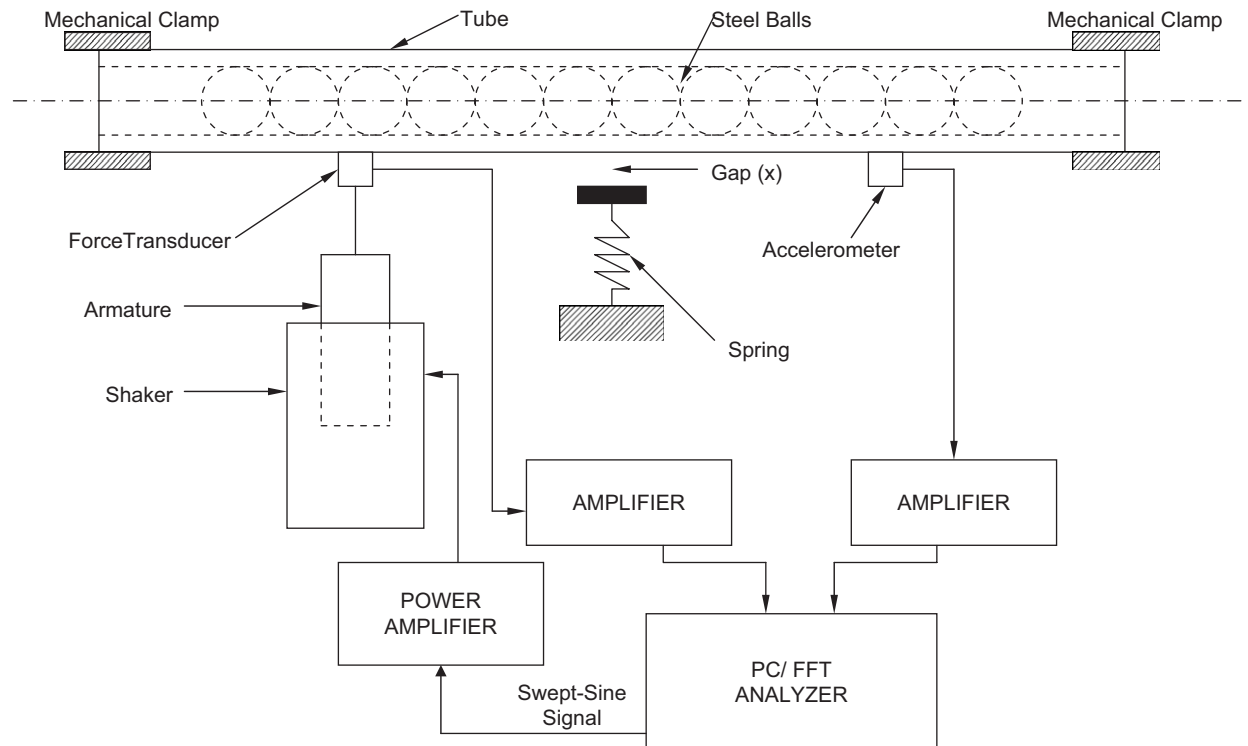 Mechanical Clamp
Tube
Steel Balls
Mechanical Clamp
Gap (x)
ForceTransducer
Accelerometer
Armature
Spring
Shaker
AMPLIFIER
AMPLIFIER
POWER
AMPLIFIER
PC/ FFT
ANALYZER
Swept-Sine
Signal